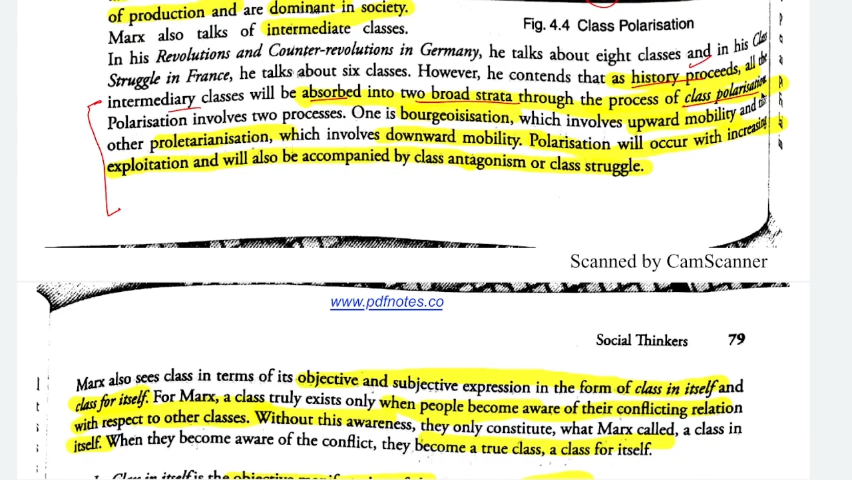 of production and are dominant in society.
Marx also talks of intermediate classes.
Fig. 4.4 Class Polarisation
In his Revolutions and Counter-revolutions in Germany, he talks about eight classes and in his Class
Struggle in France, he talks about six classes. However, he contends that as history proceeds, all the
intermediary classes will be absorbed into two broad strata through the process of class polarisation.
Polarisation involves two processes. One is bourgeoisisation, which involves upward mobility and the
other proletarianisation, which involves downward mobility. Polarisation will occur with increasing
exploitation and will also be accompanied by class antagonism or class struggle.
Scanned by CamScanner
www.pdfnotes.co
Social Thinkers 79
Marx also sees class in terms of its objective and subjective expression in the form of class in itself and
class for itself. For Marx, a class truly exists only when people become aware of their conflicting relation
with respect to other classes. Without this awareness, they only constitute, what Marx called, a class in
itself. When they become aware of the conflict, they become a true class, a class for itself.
1. Class in itself is the objective